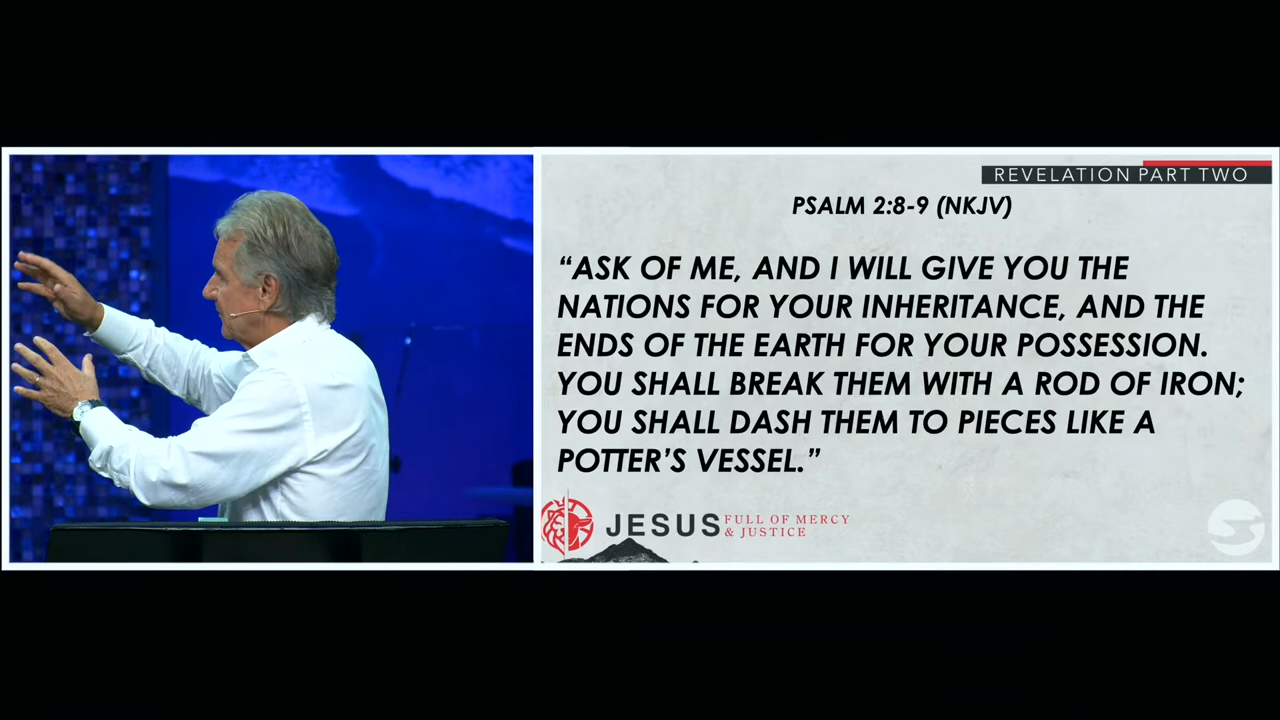 REVELATION PART TWO
PSALM 2:8-9 (NKJV)
“ASK OF ME, AND I WILL GIVE YOU THE
NATIONS FOR YOUR INHERITANCE, AND THE
ENDS OF THE EARTH FOR YOUR POSSESSION.
YOU SHALL BREAK THEM WITH A ROD OF IRON;
YOU SHALL DASH THEM TO PIECES LIKE A
POTTER’S VESSEL.”
JESUS FULL OF MERCY
& JUSTICE